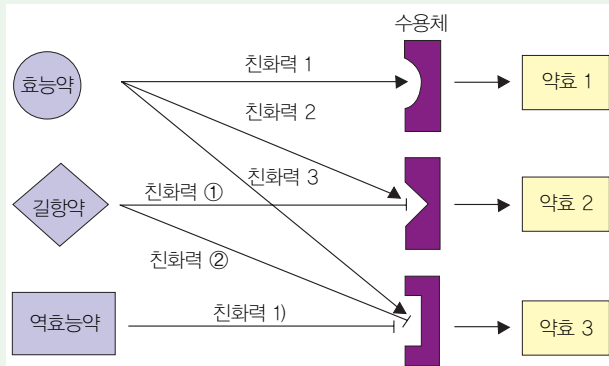 수용체
효능약
친화력 1
약효 1
친화력 2
친화력 3
길항약
친화력 ①
약효 2
친화력 ②
역효능약
친화력 1)
약효 3